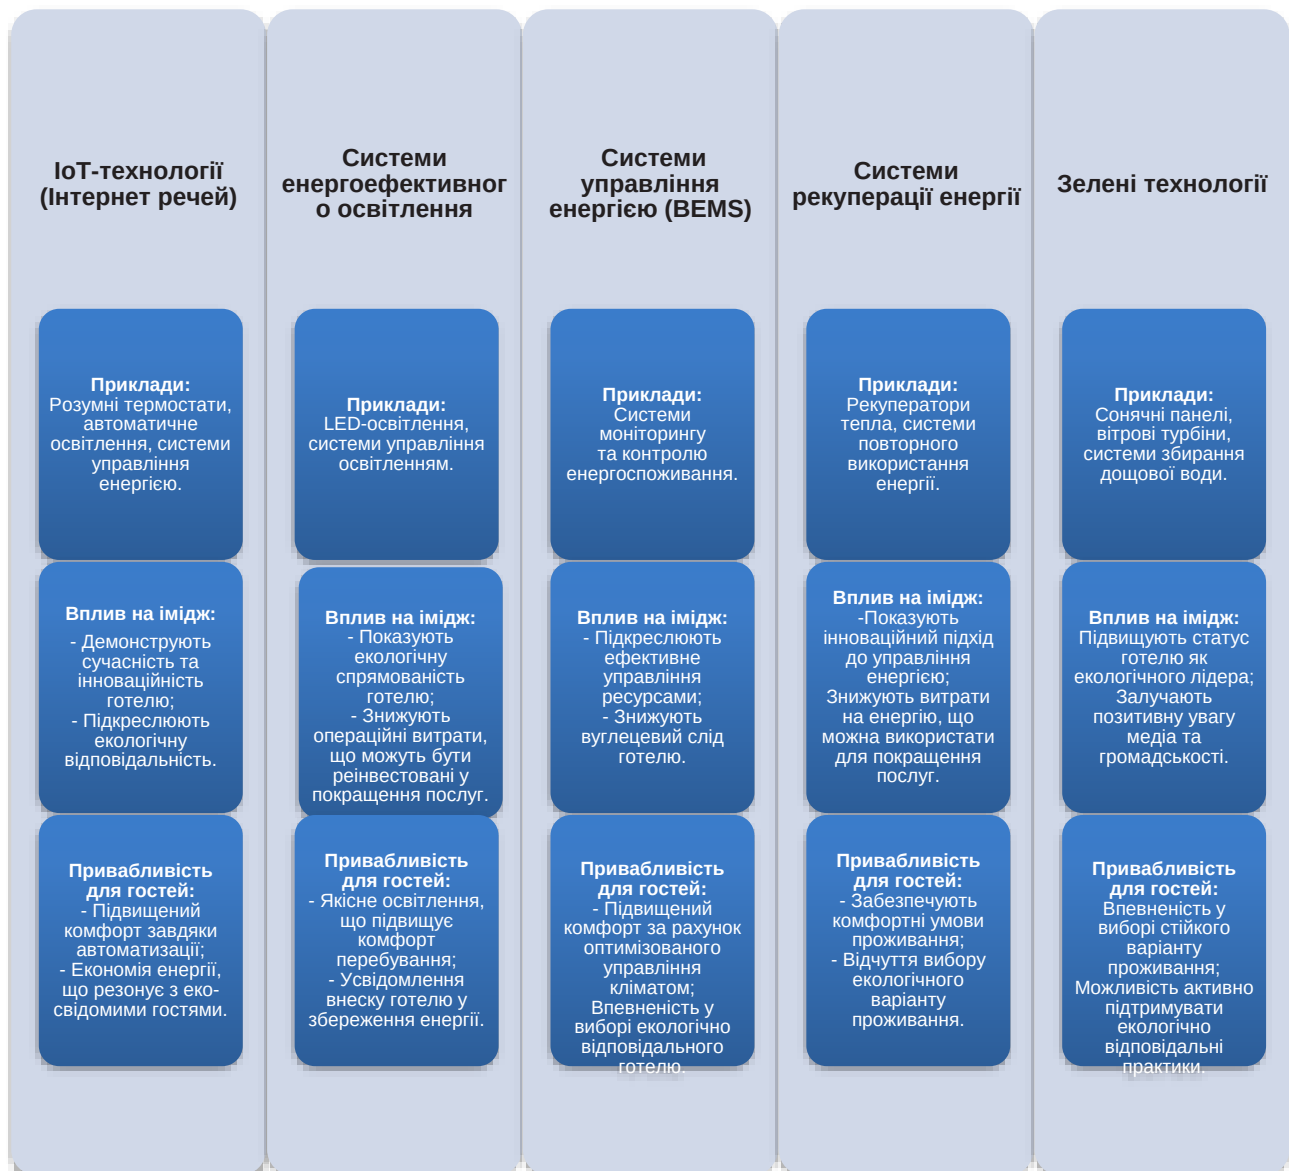 ІоТ-технології
(Інтернет речей)
Приклади:
Розумні термостати,
автоматичне
освітлення, системи
управління
енергією.
Вплив на імідж:
- Демонструють
сучасність та
інноваційність
готелю;
- Підкреслюють
екологічну
відповідальність.
Привабливість
для гостей:
- Підвищений
комфорт завдяки
автоматизації;
- Економія енергії,
що резонує з еко-
свідомими гостями.
Системи
енергоефективног
о освітлення
Приклади:
LED-освітлення,
системи управління
освітленням.
Вплив на імідж:
- Показують
екологічну
спрямованість
готелю;
- Знижують
операційні витрати,
що можуть бути
реінвестовані у
покращення послуг.
Привабливість
для гостей:
- Якісне освітлення,
що підвищує
комфорт
перебування;
- Усвідомлення
внеску готелю у
збереження енергії.
Системи
управління
енергією (BEMS)
Приклади:
Системи
моніторингу
та контролю
енергоспоживання.
Вплив на імідж:
- Підкреслюють
ефективне
управління
ресурсами;
- Знижують
вуглецевий слід
готелю.
Привабливість
для гостей:
- Підвищений
комфорт за рахунок
оптимізованого
управління
кліматом;
Впевненість у
виборі екологічно
відповідального
готелю.
Системи
рекуперації енергії
Приклади:
Рекуператори
тепла, системи
повторного
використання
енергії.
Вплив на імідж:
-Показують
інноваційний підхід
до управління
енергією;
Знижують витрати
на енергію, що
можна використати
для покращення
послуг.
Привабливість
для гостей:
- Забезпечують
комфортні умови
проживання;
- Відчуття вибору
екологічного
варіанту
проживання.
Зелені технології
Приклади:
Сонячні панелі,
вітрові турбіни,
системи збирання
дощової води.
Вплив на імідж:
Підвищують статус
готелю як
екологічного лідера;
Залучають
позитивну увагу
медіа та
громадськості.
Привабливість
для гостей:
Впевненість у
виборі стійкого
варіанту
проживання;
Можливість активно
підтримувати
екологічно
відповідальні
практики.